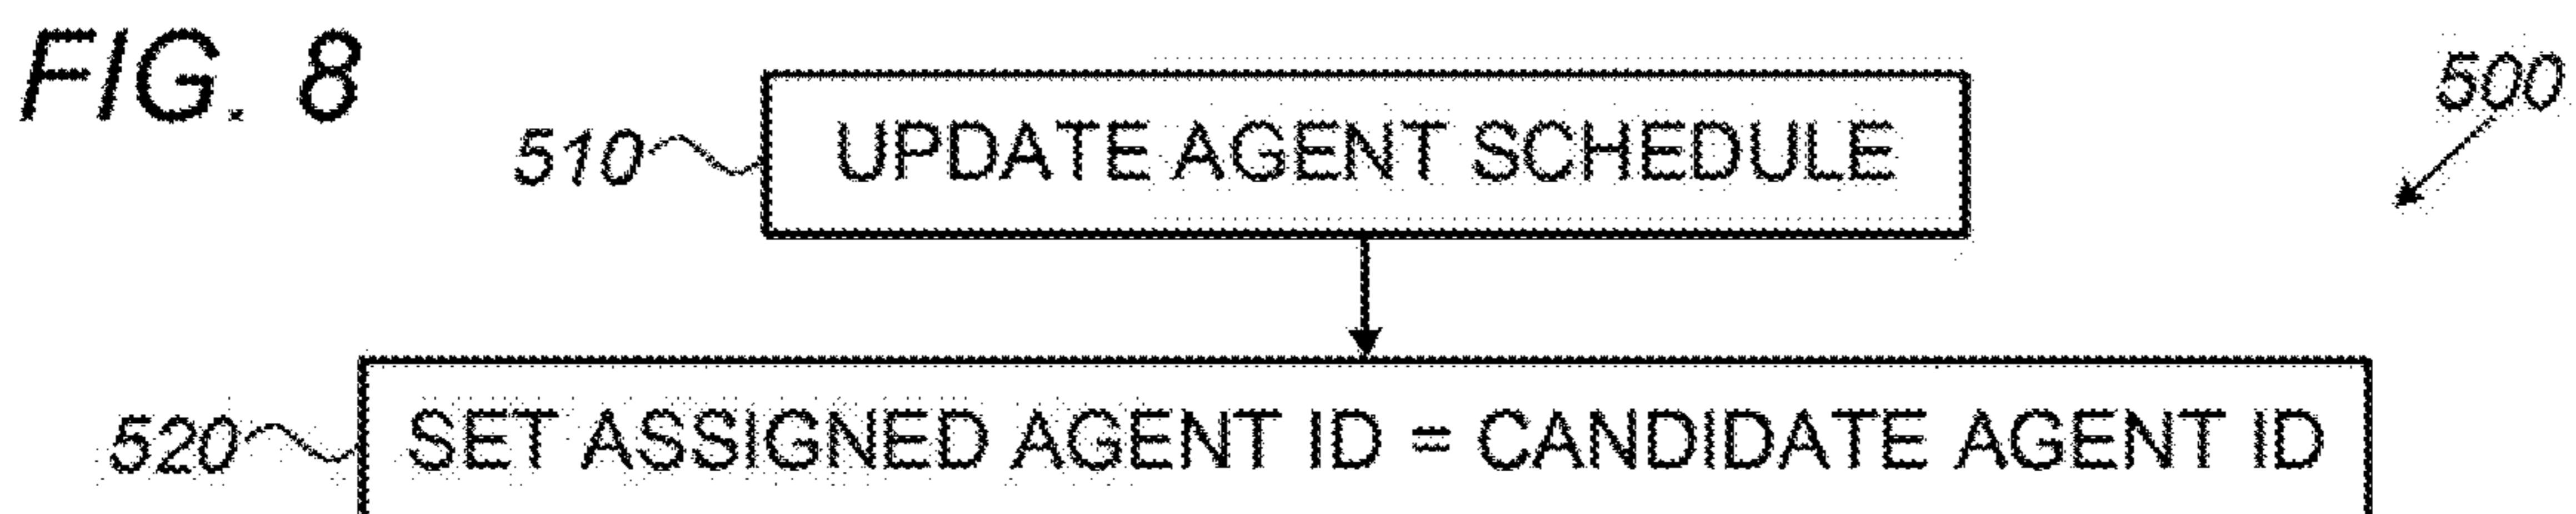 FIG. 8
500
510 UPDATE AGENT SCHEDULE
520 SET ASSIGNED AGENT ID = CANDIDATE AGENT ID